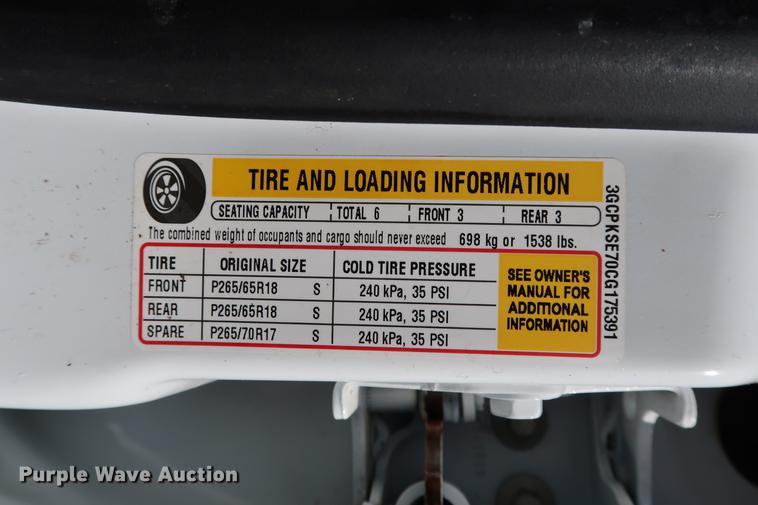 TIRE AND LOADING INFORMATION
SEATING CAPACITY TOTAL 6 FRONT 3 REAR 3
The combined weight of occupants and cargo should never exceed 698 kg or 1538 lbs.
TIRE ORIGINAL SIZE COLD TIRE PRESSURE
FRONT P265/65R18 S 240 kPa, 35 PSI
REAR P265/65R18 S 240 kPa, 35 PSI
SPARE P265/70R17 S 240 kPa, 35 PSI
SEE OWNER'S
MANUAL FOR
ADDITIONAL
INFORMATION
3GCPKSE70CG175391
Purple Wave Auction